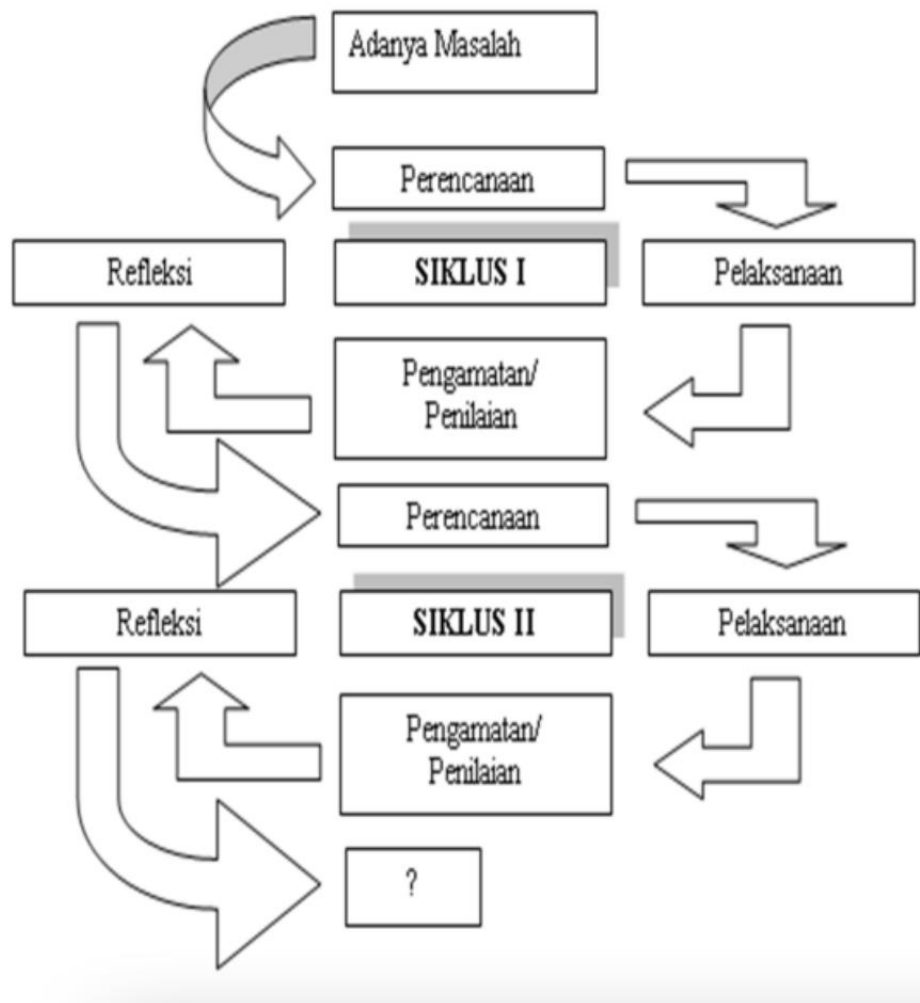 Adanya Masalah
Perencanaan
Refleksi
SIKLUS I
Pelaksanaan
Pengamatan/
Penilaian
Perencanaan
Refleksi
SIKLUS II
Pelaksanaan
Pengamatan/
Penilaian
?